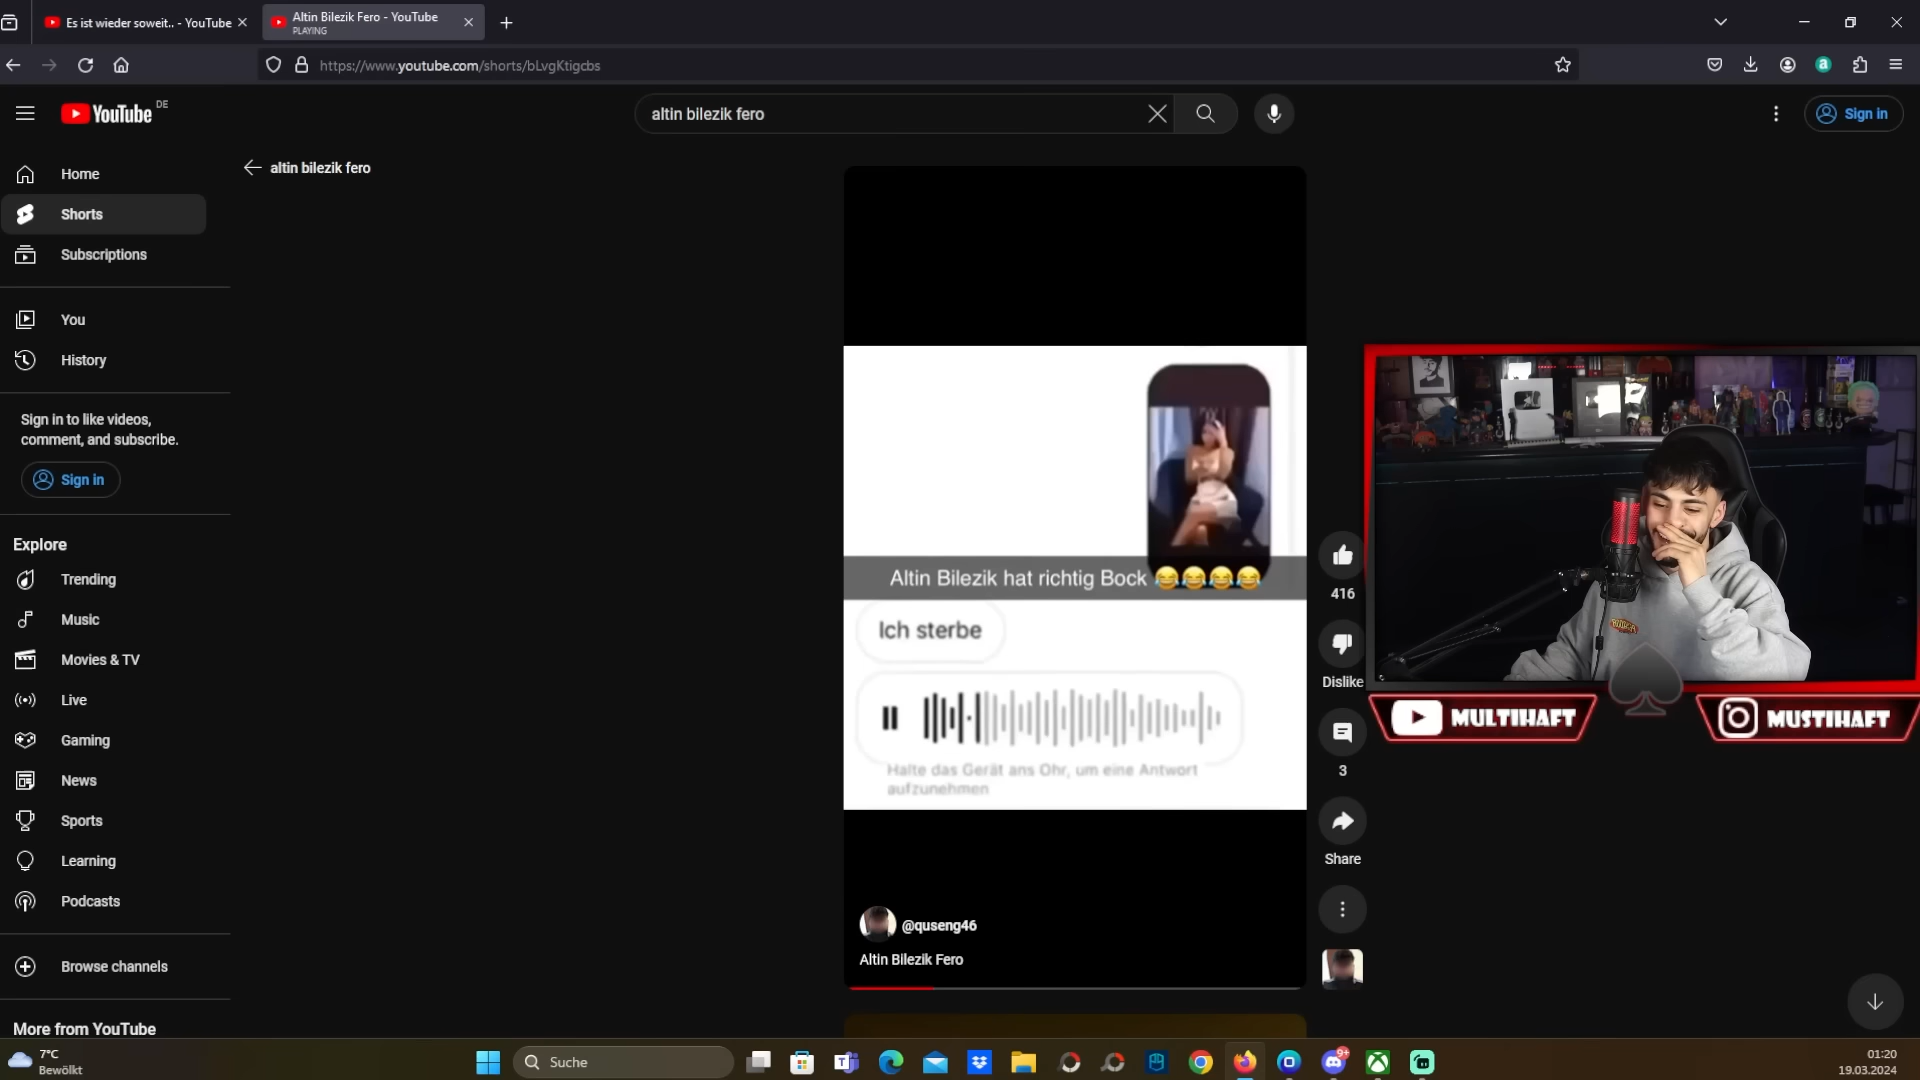 Es ist wieder soweit.. - YouTube
Altin Bilezik Fero - YouTube
PLAYING
https://www.youtube.com/shorts/bLvgKtigcbs
YouTube DE
altin bilezik fero
Sign in
altin bilezik fero
Home
Shorts
Subscriptions
You
History
Sign in to like videos,
comment, and subscribe.
Sign in
Explore
Trending
Music
Movies & TV
Live
Gaming
News
Sports
Learning
Podcasts
Browse channels
More from YouTube
Altin Bilezik hat richtig Bock 😂😂😂😂
Ich sterbe
Halte das Gerät ans Ohr, um eine Antwort
aufzunehmen
@quseng46
Altin Bilezik Fero
416
Dislike
3
Share
MULTIHAFT
MUSTIHAFT
7°C
Bewölkt
Suche
9+
01:20
19.03.2024